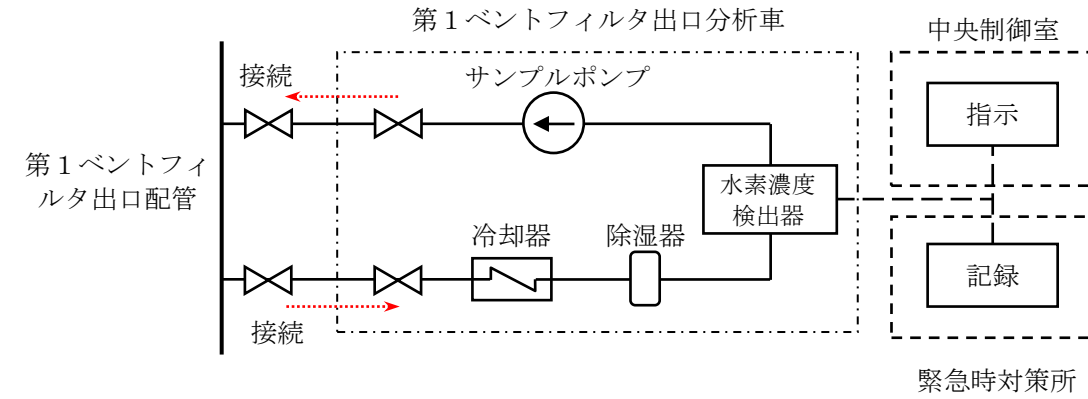 第１ベントフィルタ出口分析車
中央制御室
接続
サンプルポンプ
指示
第１ベントフィ
ルタ出口配管
水素濃度
検出器
冷却器
除湿器
記録
接続
緊急時対策所